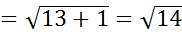 = √13 + 1 = √14